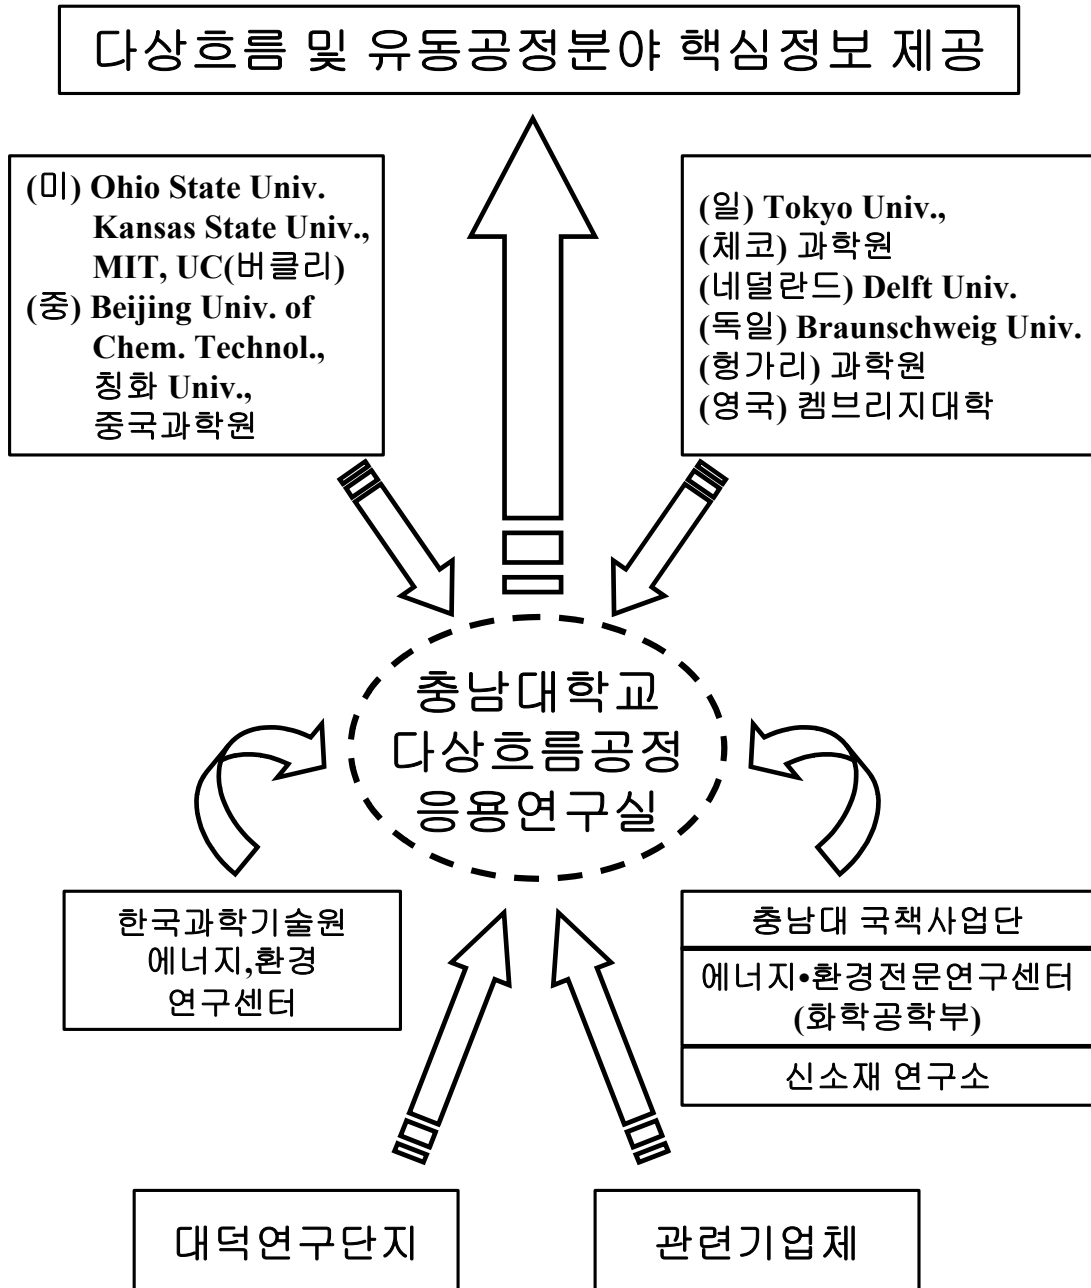 다상흐름 및 유동공정분야 핵심정보 제공
(미) Ohio State Univ.
Kansas State Univ.,
MIT, UC(버클리)
(중) Beijing Univ. of
Chem. Technol.,
칭화 Univ.,
중국과학원
(일) Tokyo Univ.,
(체코) 과학원
(네덜란드) Delft Univ.
(독일) Braunschweig Univ.
(헝가리) 과학원
(영국) 켐브리지대학
충남대학교
다상흐름공정
응용연구실
한국과학기술원
에너지,환경
연구센터
충남대 국책사업단
에너지•환경전문연구센터
(화학공학부)
신소재 연구소
대덕연구단지
관련기업체